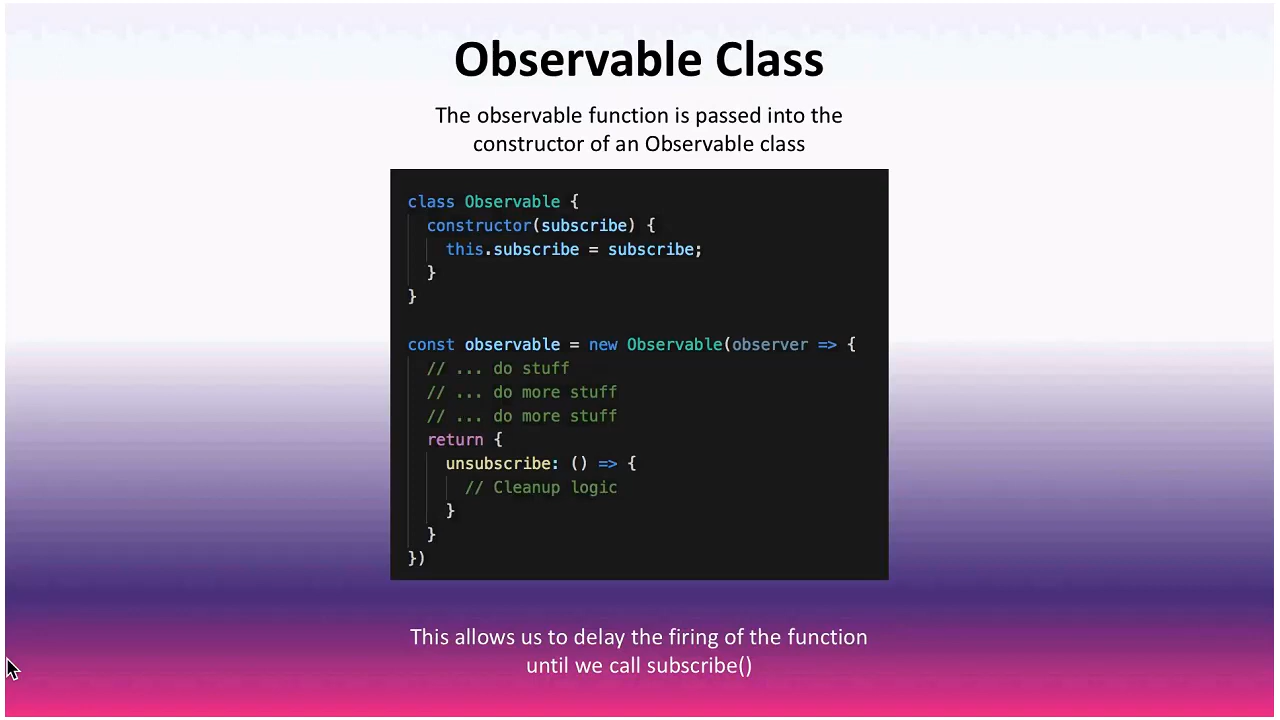 Observable Class
The observable function is passed into the
constructor of an Observable class
class Observable {
  constructor(subscribe) {
    this.subscribe = subscribe;
  }
}
const observable = new Observable(observer => {
  // ... do stuff
  // ... do more stuff
  // ... do more stuff
  return {
    unsubscribe: () => {
      // Cleanup logic
    }
  }
})
This allows us to delay the firing of the function
until we call subscribe()